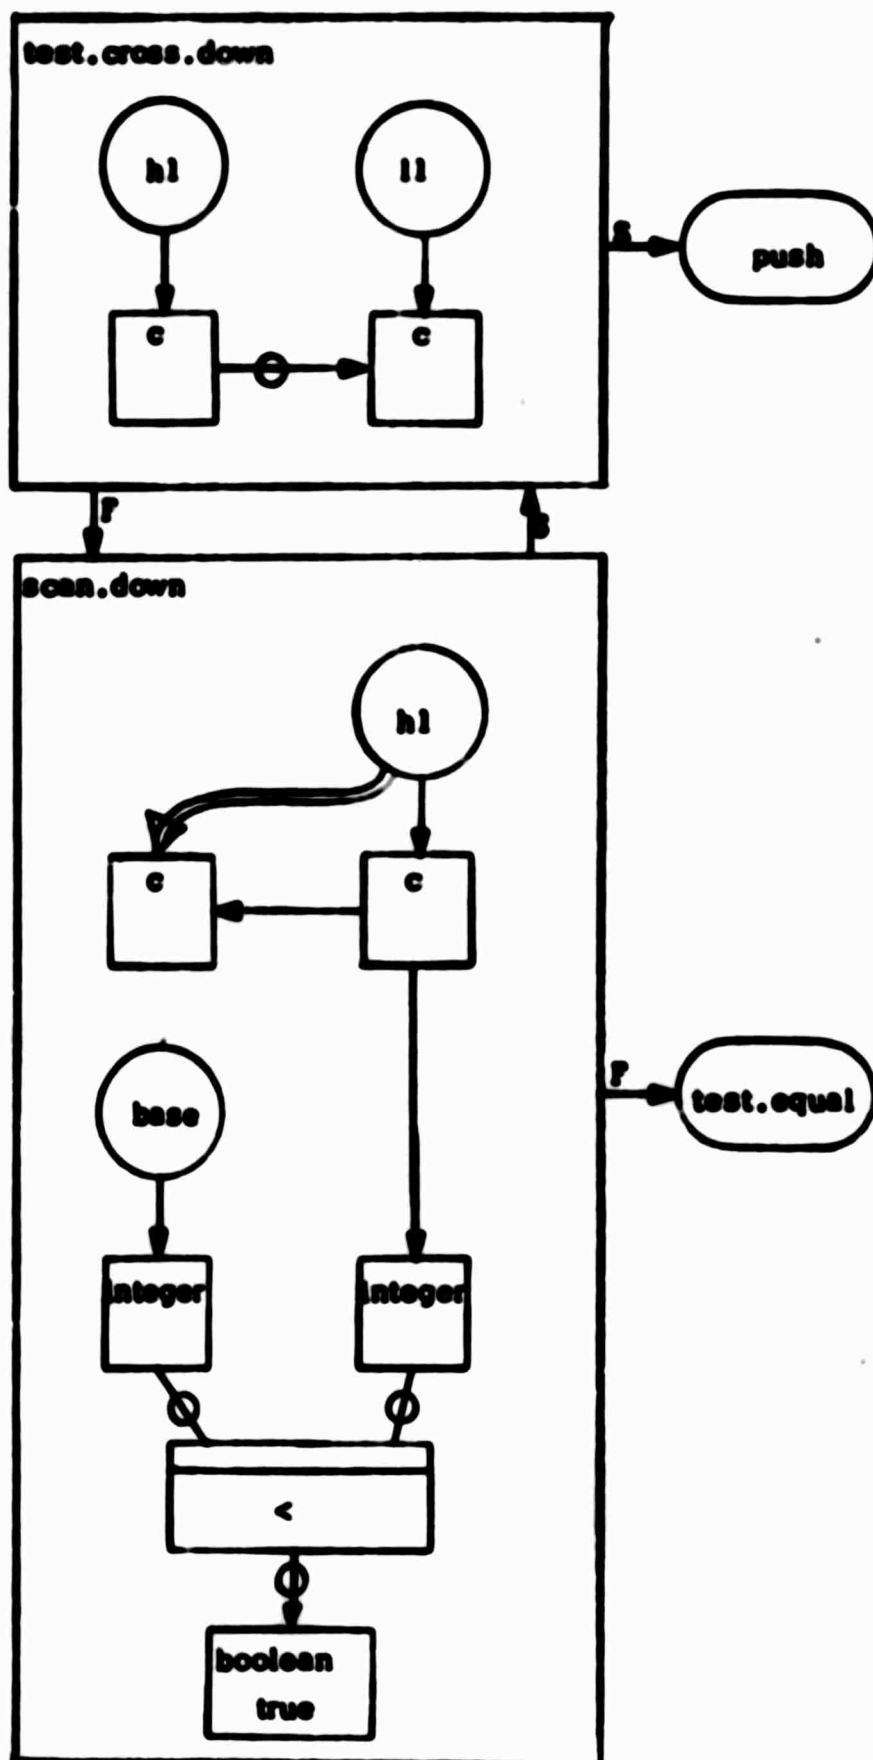 test.cross.down
hl
ll
c
c
S
push
F
S
scan.down
hl
c
c
base
F
test.equal
integer
integer
<
boolean
true